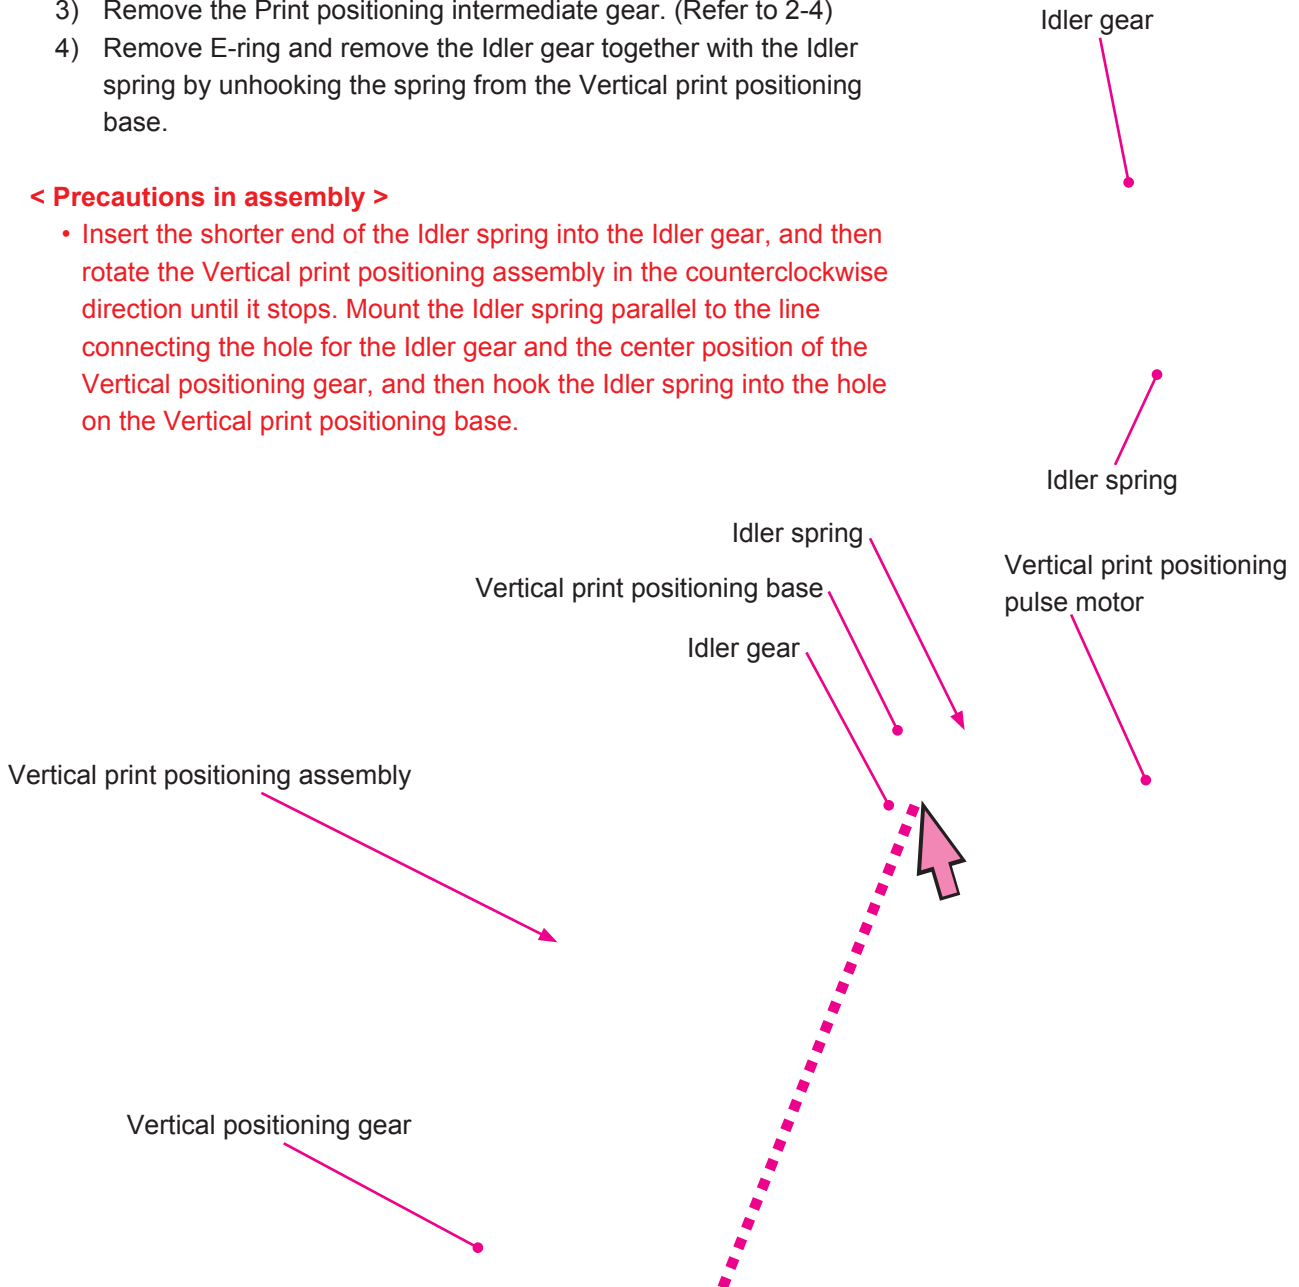 3) Remove the Print positioning intermediate gear. (Refer to 2-4)
4) Remove E-ring and remove the Idler gear together with the Idler
spring by unhooking the spring from the Vertical print positioning
base.
< Precautions in assembly >
• Insert the shorter end of the Idler spring into the Idler gear, and then
rotate the Vertical print positioning assembly in the counterclockwise
direction until it stops. Mount the Idler spring parallel to the line
connecting the hole for the Idler gear and the center position of the
Vertical positioning gear, and then hook the Idler spring into the hole
on the Vertical print positioning base.
Idler gear
Idler spring
Idler spring
Vertical print positioning base
Idler gear
Vertical print positioning
pulse motor
Vertical print positioning assembly
Vertical positioning gear